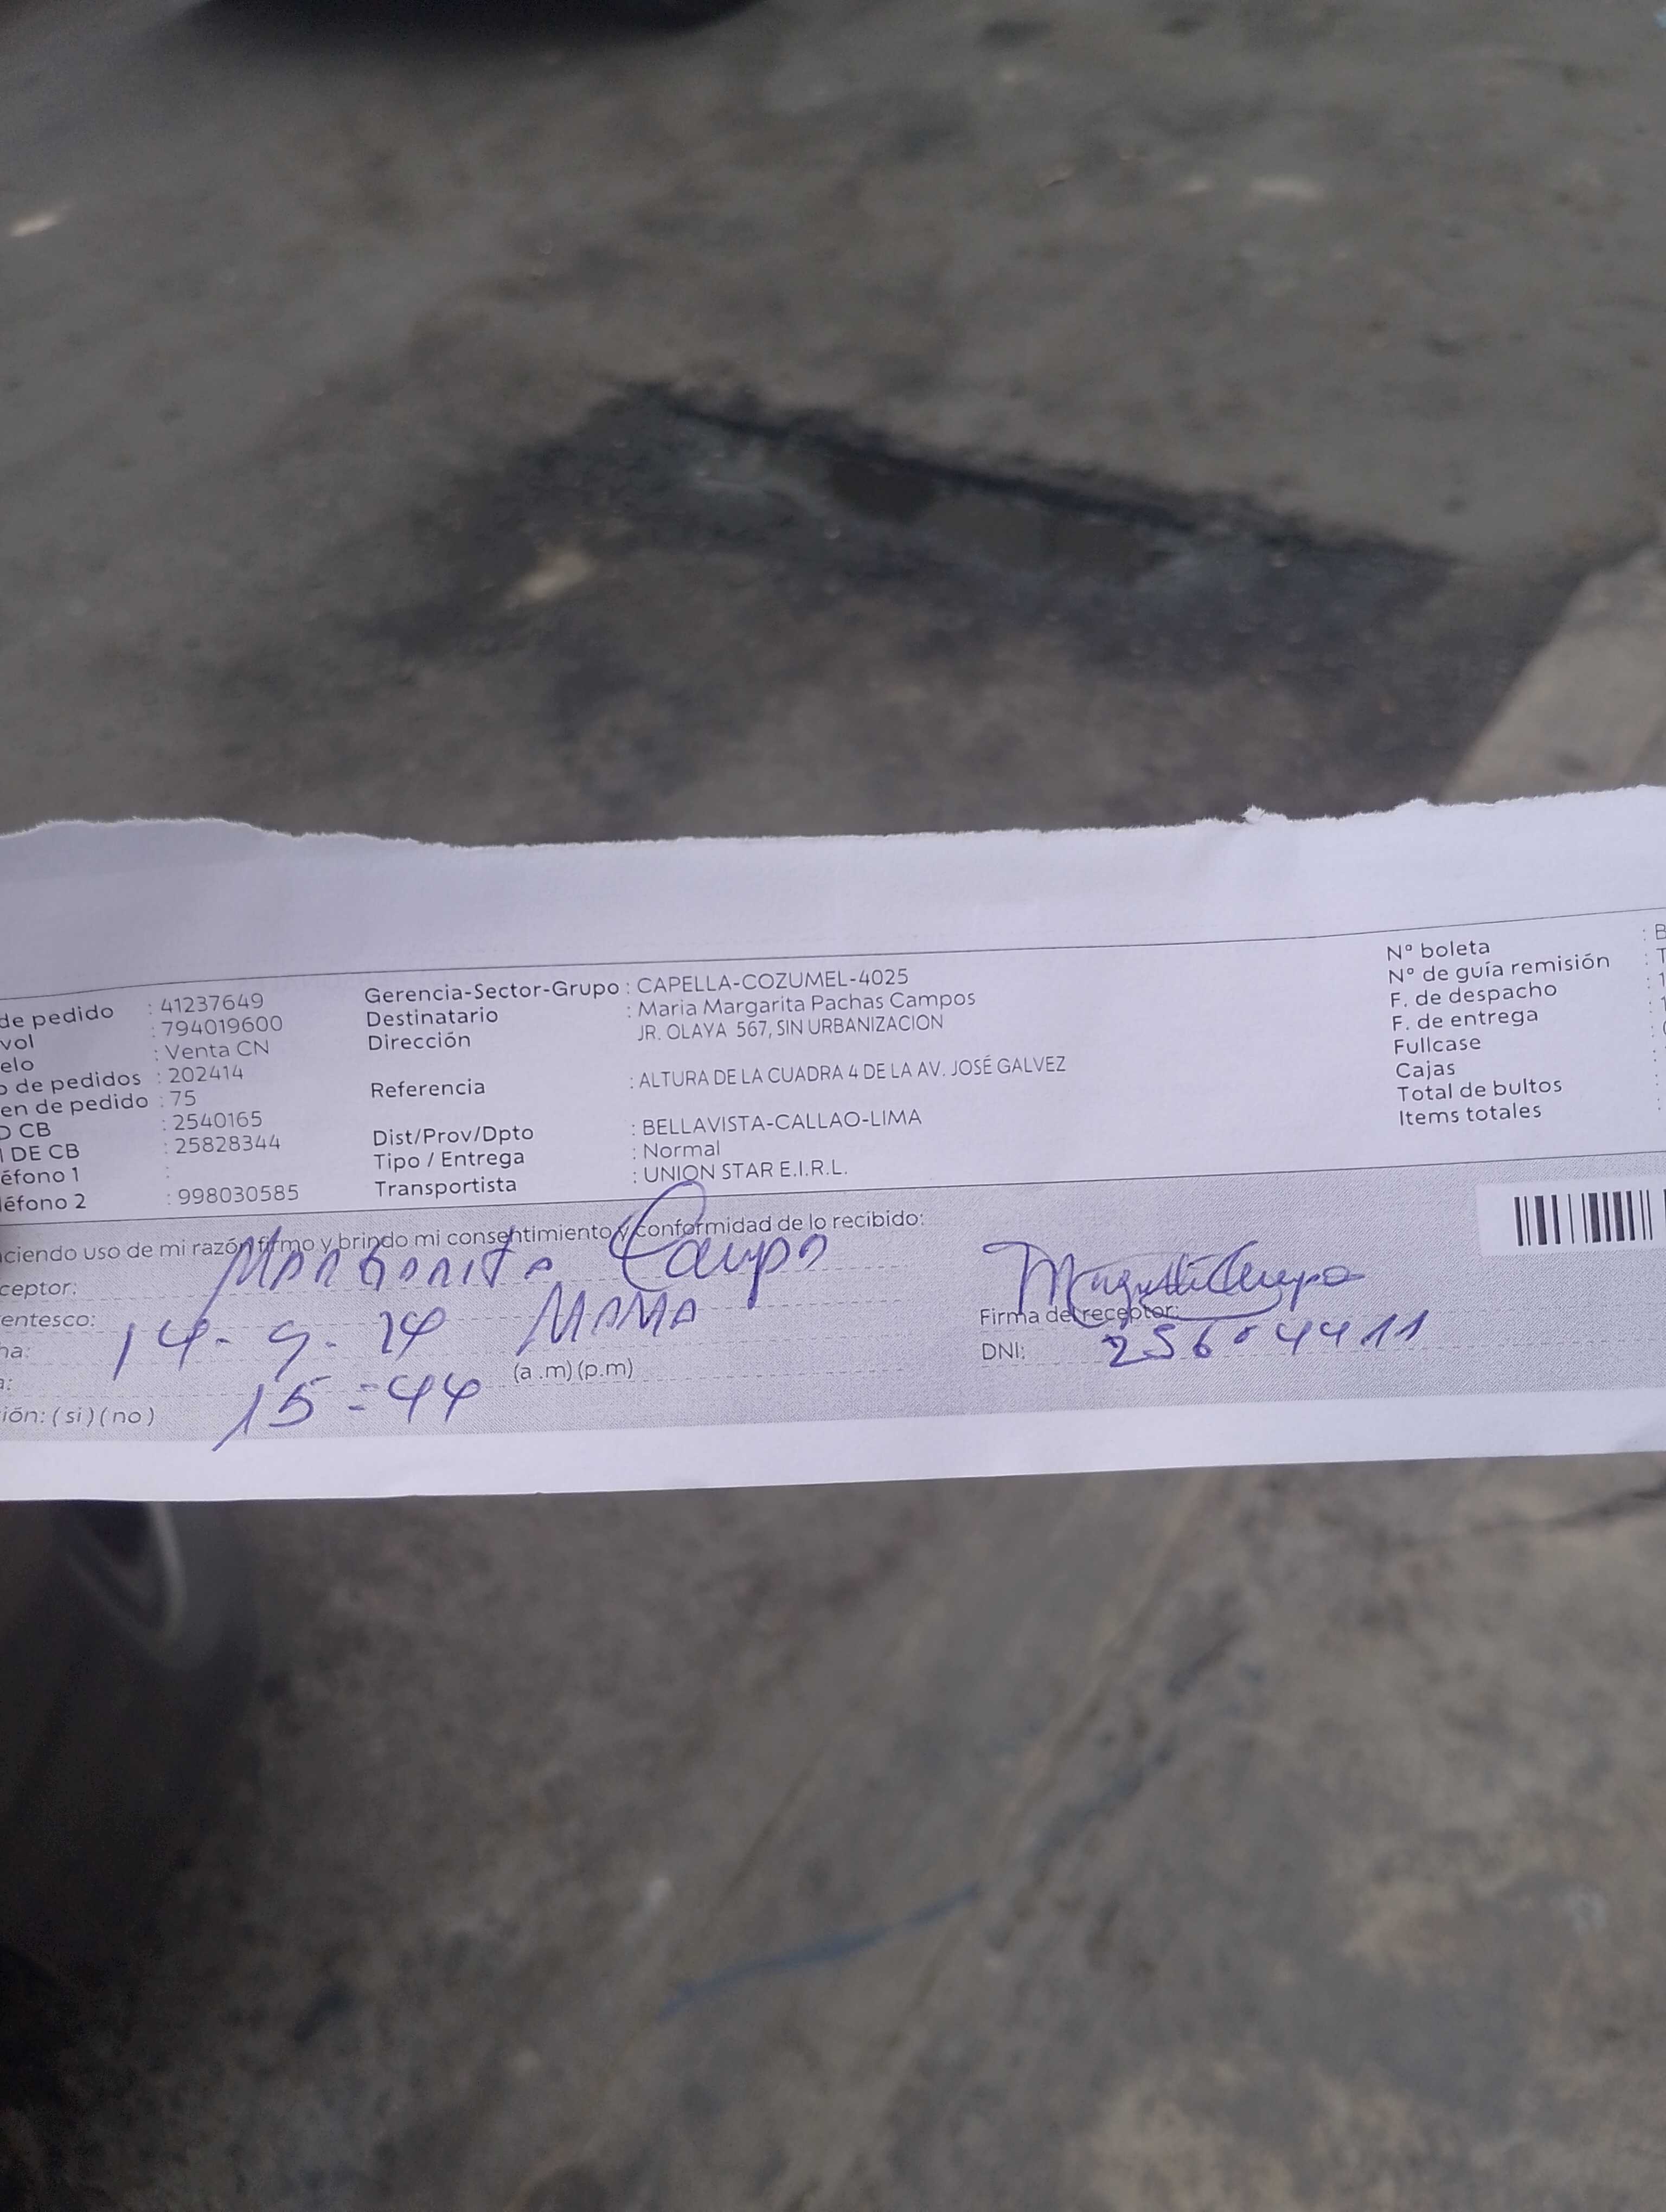 de pedido : 41237649
vol : 794019600
elo : Venta CN
o de pedidos : 202414
en de pedido : 75
D CB : 2540165
I DE CB : 25828344
éfono 1 :
éfono 2 : 998030585
Gerencia-Sector-Grupo : CAPELLA-COZUMEL-4025
Destinatario : Maria Margarita Pachas Campos
Dirección JR. OLAYA 567, SIN URBANIZACION
Referencia : ALTURA DE LA CUADRA 4 DE LA AV. JOSÉ GALVEZ
Dist/Prov/Dpto : BELLAVISTA-CALLAO-LIMA
Tipo / Entrega : Normal
Transportista : UNION STAR E.I.R.L.
Nº boleta : B
Nº de guía remisión : T
F. de despacho : 1
F. de entrega : 1
Fullcase
Cajas :
Total de bultos :
Items totales :
ciendo uso de mi razón firmo y brindo mi consentimiento y conformidad de lo recibido:
ceptor: Margarita Campo
entesco: MAMA
ha: 14-9-24
a: 15=44 (a.m) (p.m)
ión: (si) (no)
Firma del receptor:
DNI: